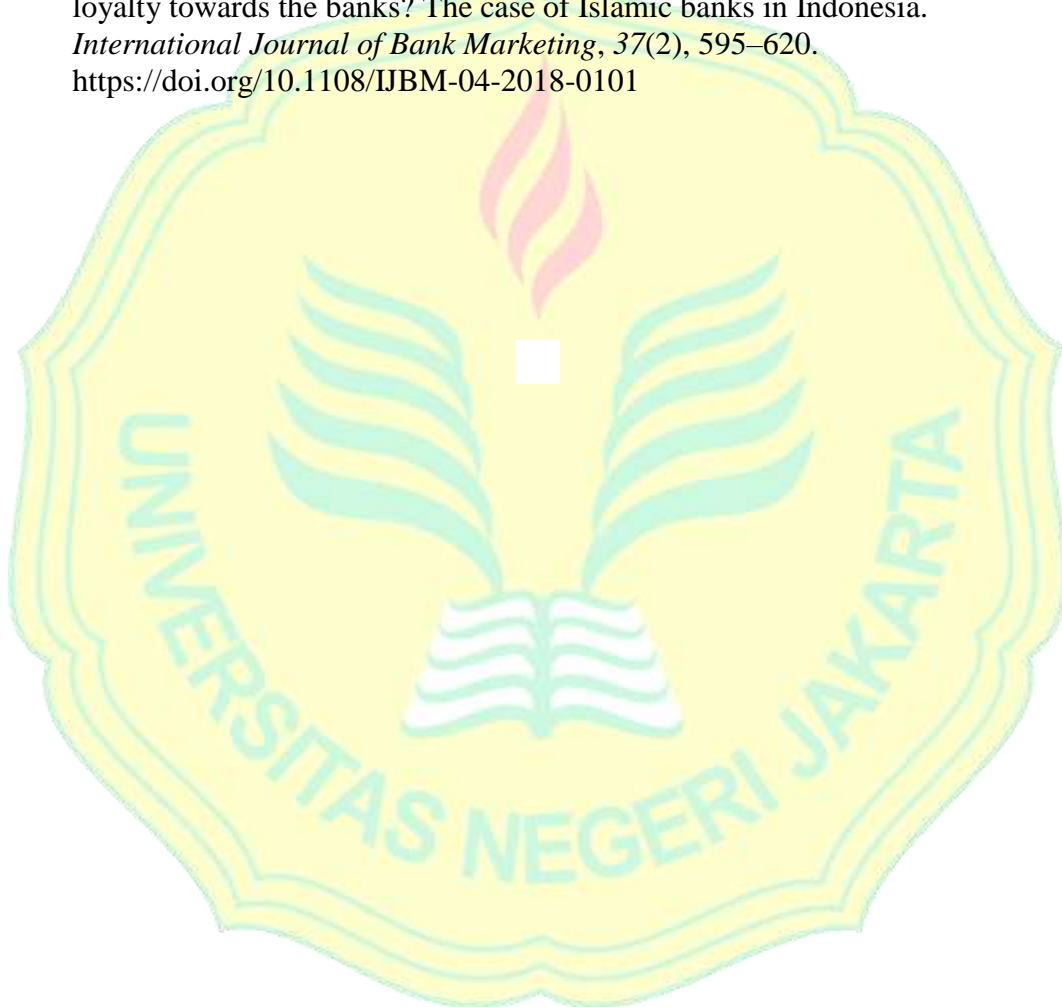 loyalty towards the banks? The case of Islamic banks in Indonesia.
International Journal of Bank Marketing, 37(2), 595–620.
https://doi.org/10.1108/IJBM-04-2018-0101
UNIVERSITAS NEGERI JAKARTA